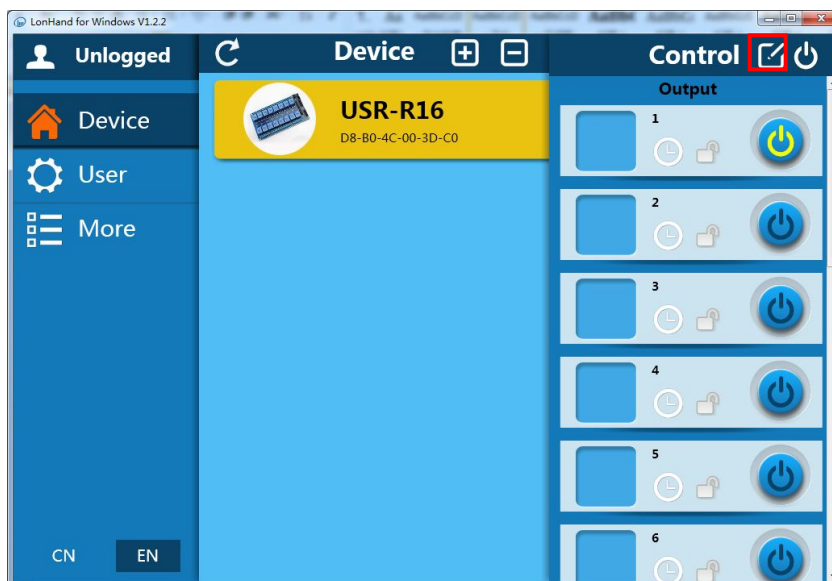 LonHand for Windows V1.2.2
Unlogged
Device
User
More
CN
EN
Device
USR-R16
D8-B0-4C-00-3D-C0
Control
Output
1
2
3
4
5
6